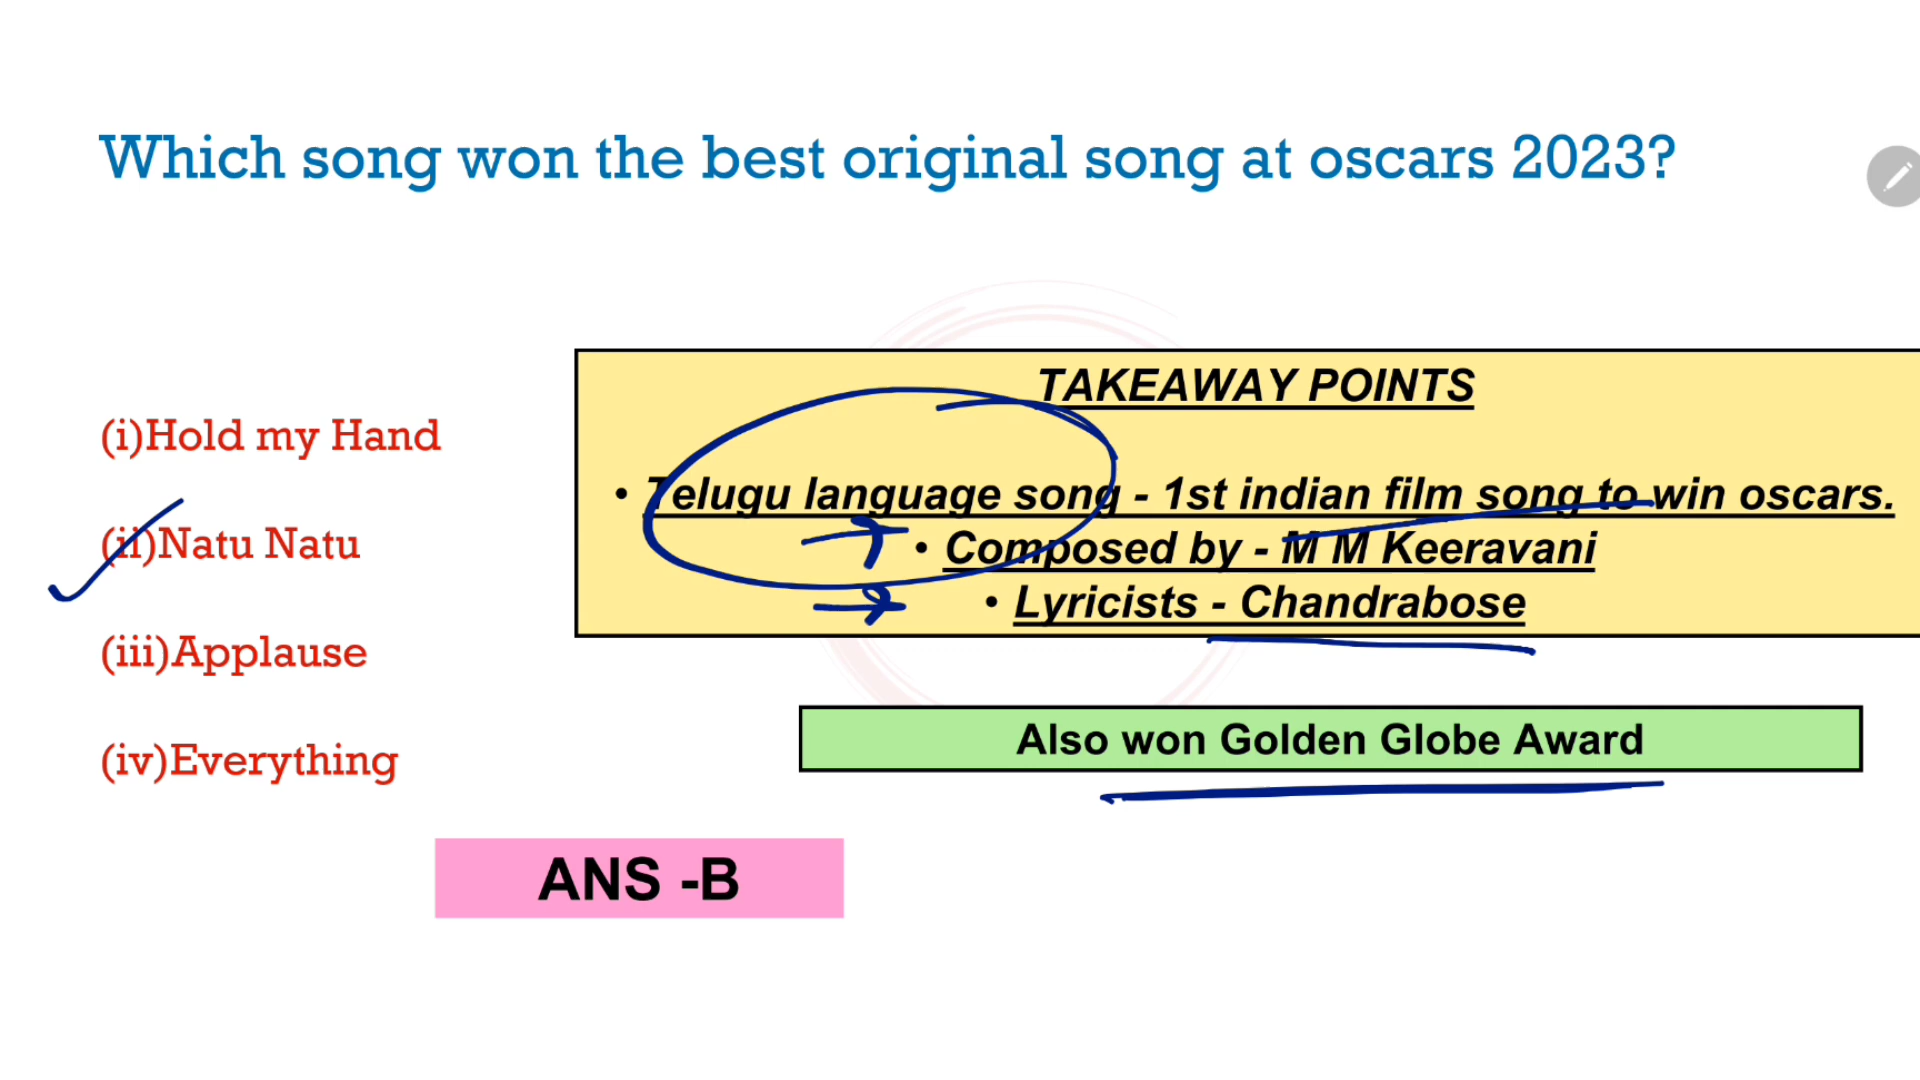 Which song won the best original song at oscars 2023?
TAKEAWAY POINTS
(i)Hold my Hand
• Telugu language song - 1st indian film song to win oscars.
(ii)Natu Natu
• Composed by - M M Keeravani
• Lyricists - Chandrabose
(iii)Applause
Also won Golden Globe Award
(iv)Everything
ANS -B